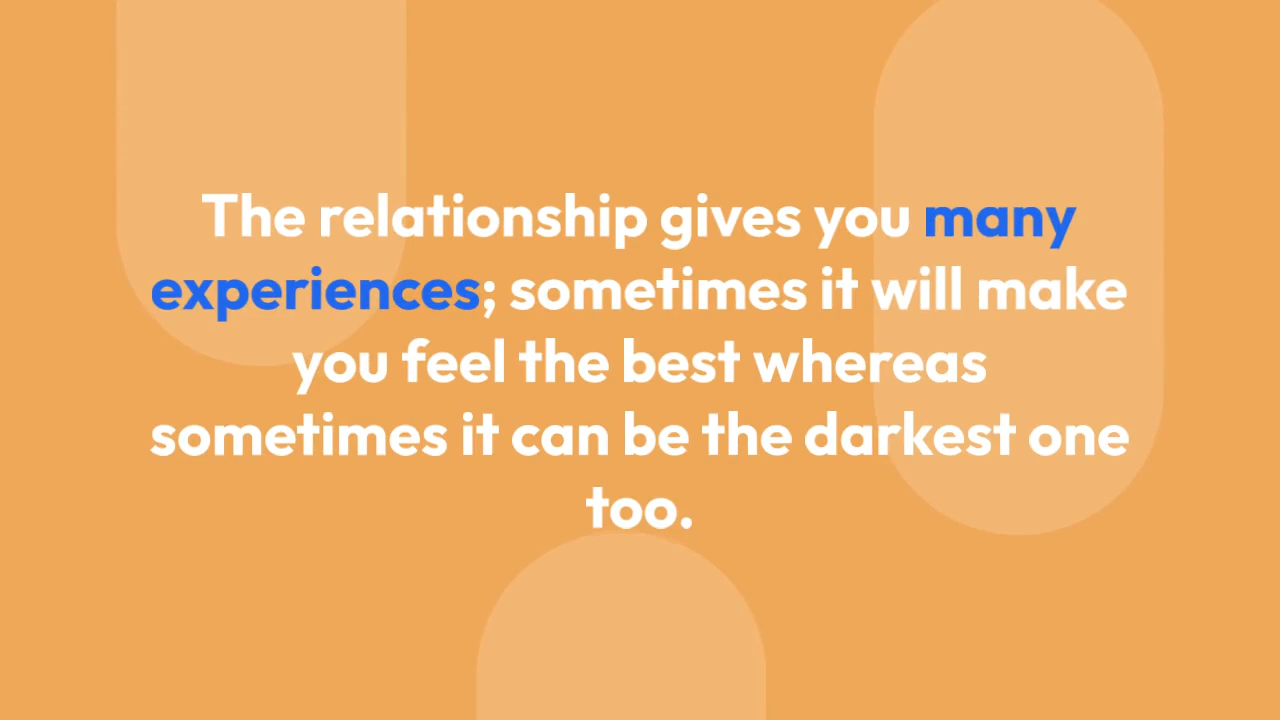 The relationship gives you many
experiences; sometimes it will make
you feel the best whereas
sometimes it can be the darkest one
too.